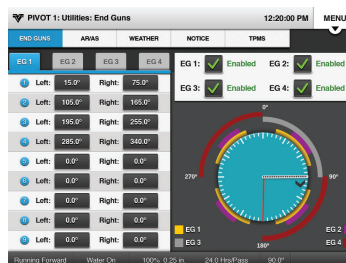 PIVOT 1: Utilities: End Guns 12:20:00 PM MENU
END GUNS AR/AS WEATHER NOTICE TPMS
EG 1 EG 2 EG 3 EG 4
EG 1: Enabled EG 2: Enabled
EG 3: Enabled EG 4: Enabled
1 Left: 15.0° Right: 75.0°
2 Left: 105.0° Right: 165.0°
3 Left: 195.0° Right: 255.0°
4 Left: 285.0° Right: 340.0°
5 Left: 0.0° Right: 0.0°
6 Left: 0.0° Right: 0.0°
7 Left: 0.0° Right: 0.0°
8 Left: 0.0° Right: 0.0°
9 Left: 0.0° Right: 0.0°
0°
270° 90°
180°
EG 1 EG 2
EG 3 EG 4
Running Forward Water On 100% 0.25 in. 24.0 Hrs/Pass 90.0°